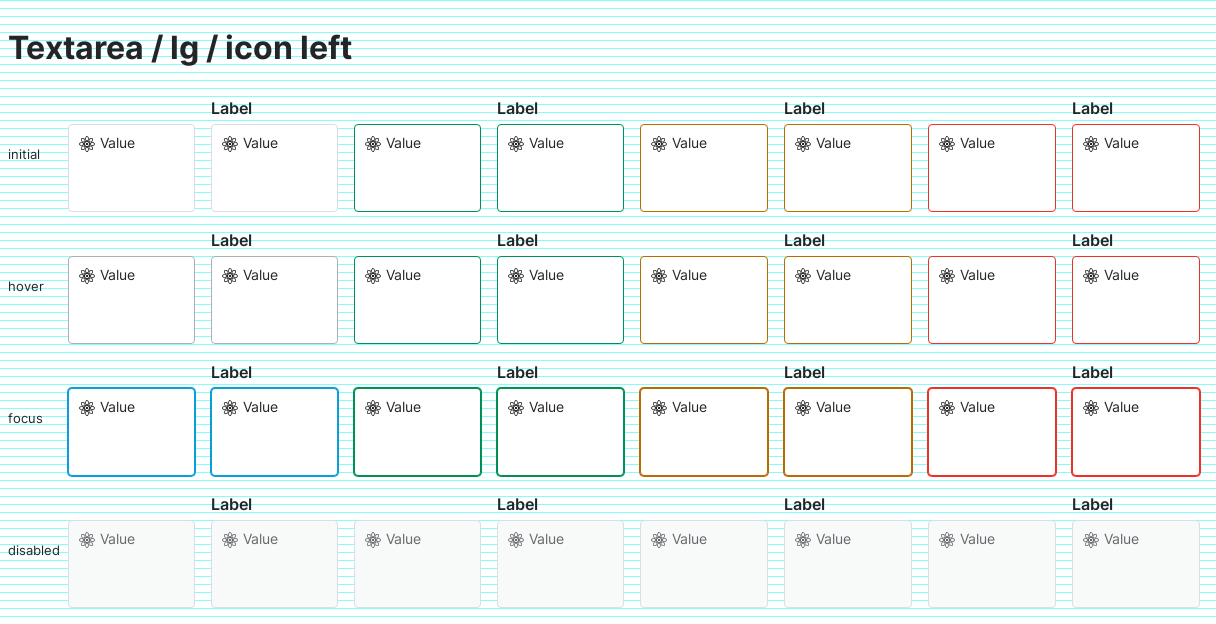 Textarea / lg / icon left
Label Label Label Label
initial Value Value Value Value Value Value Value Value
Label Label Label Label
hover Value Value Value Value Value Value Value Value
Label Label Label Label
focus Value Value Value Value Value Value Value Value
Label Label Label Label
disabled Value Value Value Value Value Value Value Value